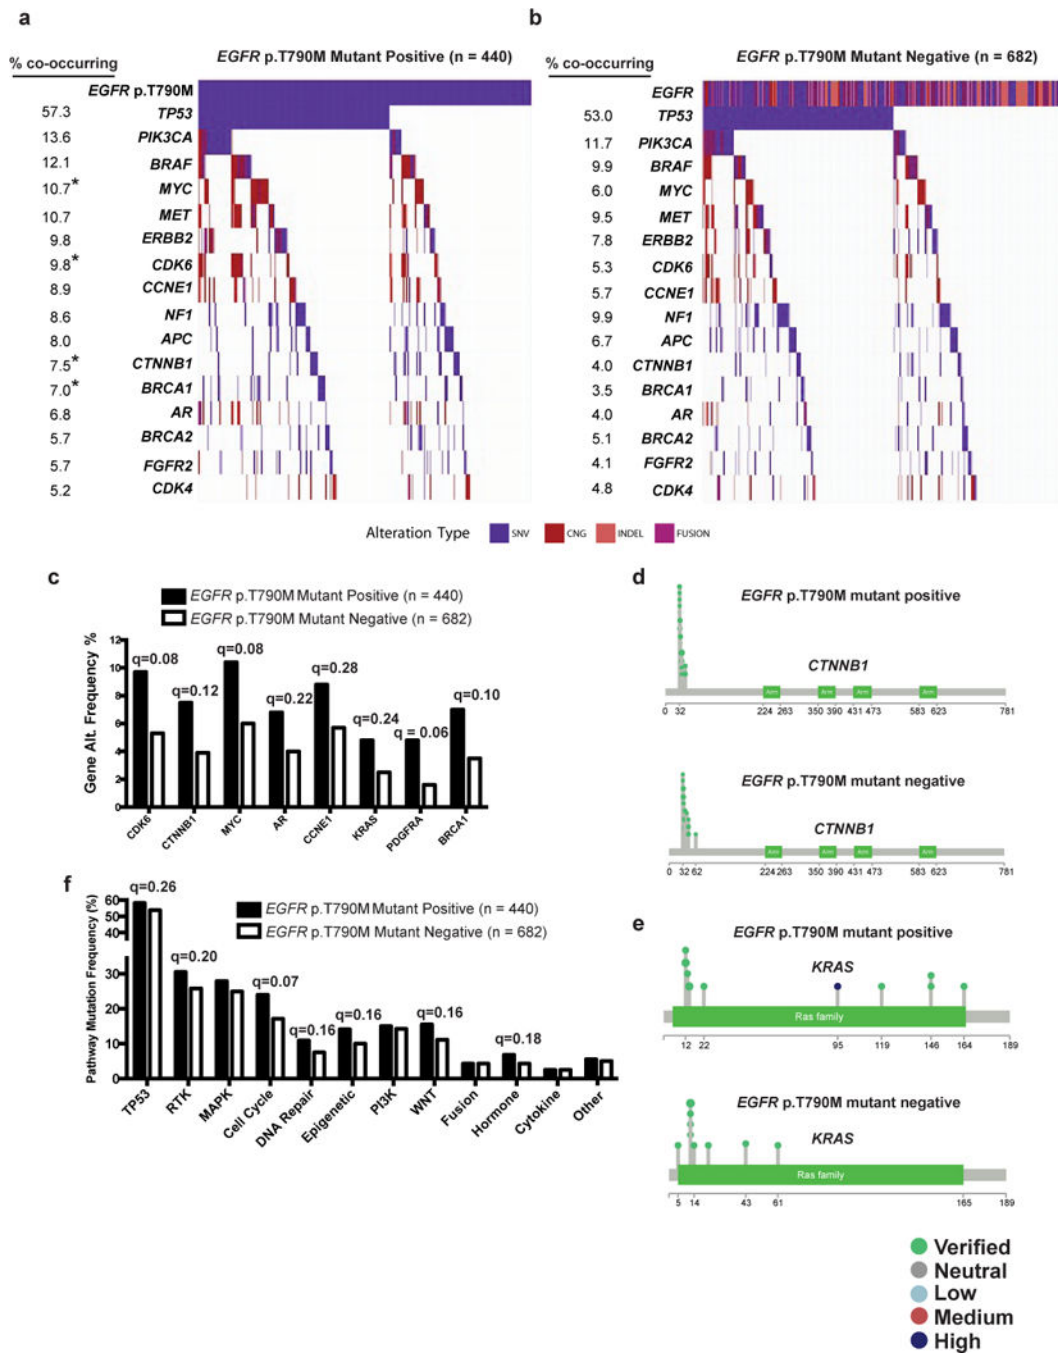 a
b
% co-occurring
EGFR p.T790M Mutant Positive (n = 440)
% co-occurring
EGFR p.T790M Mutant Negative (n = 682)
EGFR p.T790M
57.3 TP53
13.6 PIK3CA
12.1 BRAF
10.7* MYC
10.7 MET
9.8 ERBB2
9.8* CDK6
8.9 CCNE1
8.6 NF1
8.0 APC
7.5* CTNNB1
7.0* BRCA1
6.8 AR
5.7 BRCA2
5.7 FGFR2
5.2 CDK4
EGFR
53.0 TP53
11.7 PIK3CA
9.9 BRAF
6.0 MYC
9.5 MET
7.8 ERBB2
5.3 CDK6
5.7 CCNE1
9.9 NF1
6.7 APC
4.0 CTNNB1
3.5 BRCA1
4.0 AR
5.1 BRCA2
4.1 FGFR2
4.8 CDK4
Alteration Type SNV CNG INDEL FUSION
c
EGFR p.T790M Mutant Positive (n = 440)
EGFR p.T790M Mutant Negative (n = 682)
Gene Alt. Frequency %
12
10
8
6
4
2
0
q=0.08
q=0.12
q=0.08
q=0.22
q=0.28
q=0.24
q = 0.06
q=0.10
CDK6 CTNNB1 MYC AR CCNE1 KRAS PDGFRA BRCA1
d
EGFR p.T790M mutant positive
CTNNB1
Arm Arm Arm Arm
0 32 224 263 350 390 431 473 583 623 781
EGFR p.T790M mutant negative
CTNNB1
Arm Arm Arm Arm
0 32 62 224 263 350 390 431 473 583 623 781
f
EGFR p.T790M Mutant Positive (n = 440)
EGFR p.T790M Mutant Negative (n = 682)
Pathway Mutation Frequency (%)
60
50
40
30
20
10
0
q=0.26
q=0.20
q=0.07
q=0.16
q=0.16
q=0.16
q=0.18
TP53 RTK MAPK Cell Cycle DNA Repair Epigenetic PI3K WNT Fusion Hormone Cytokine Other
e
EGFR p.T790M mutant positive
KRAS
Ras family
12 22 95 119 146 164 189
EGFR p.T790M mutant negative
KRAS
Ras family
5 14 43 61 165 189
Verified
Neutral
Low
Medium
High